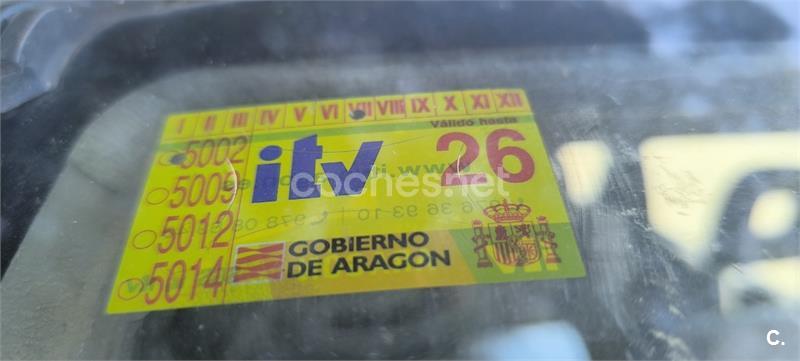 I II III IV V VI VII VIII IX X XI XII
Válido hasta
5002
itv
26
5009
coches.net
5012
5014
GOBIERNO
DE ARAGON
C.